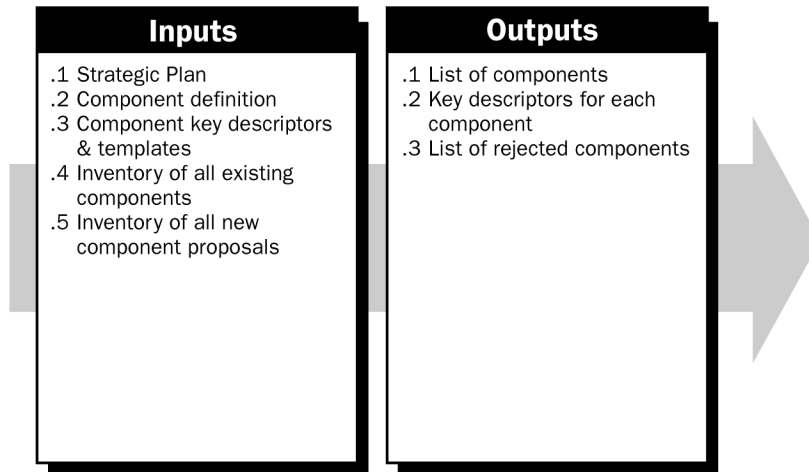 Inputs
.1 Strategic Plan
.2 Component definition
.3 Component key descriptors
& templates
.4 Inventory of all existing
components
.5 Inventory of all new
component proposals
Outputs
.1 List of components
.2 Key descriptors for each
component
.3 List of rejected components